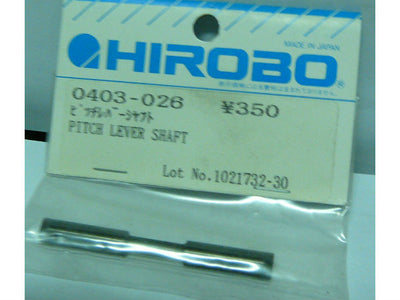 MADE IN JAPAN
HIROBO®
0403-026 ¥350
ﾋﾟｯﾁﾚﾊﾞｰｼｬﾌﾄ
PITCH LEVER SHAFT
Lot No.1021732-30